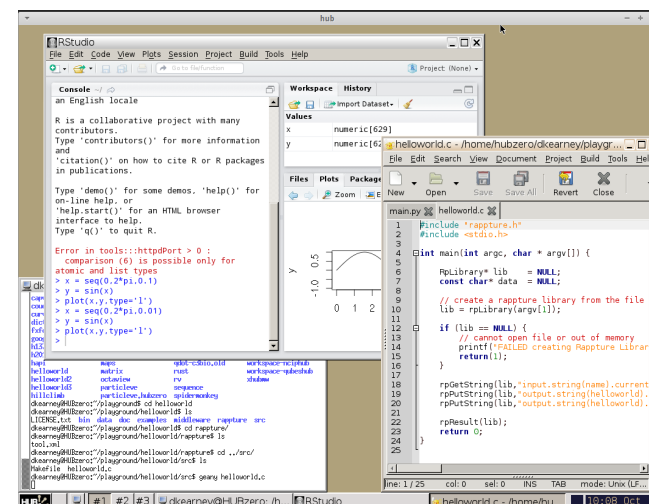 hub
RStudio
File Edit Code View Plots Session Project Build Tools Help
Go to file/function
Project: (None)
Console ~/
an English locale
R is a collaborative project with many
contributors.
Type 'contributors()' for more information
and
'citation()' on how to cite R or R packages
in publications.
Type 'demo()' for some demos, 'help()' for
on-line help, or
'help.start()' for an HTML browser
interface to help.
Type 'q()' to quit R.
Error in tools:::httpdPort > 0 :
comparison (6) is possible only for
atomic and list types
> x = seq(0.2*pi,0.1)
> y = sin(x)
> plot(x,y,type='l')
> x = seq(0.2*pi,0.01)
> y = sin(x)
> plot(x,y,type='l')
>
Workspace History
Import Dataset
Values
x numeric[629]
y numeric[62
Files Plots Packag
Zoom
y
0.5
-1.0
0 1 2
helloworld.c - /home/hubzero/dkearney/playgr...
File Edit Search View Document Project Build Tools Hel
New Open Save Save All Revert Close
main.py helloworld.c
1 #include "rappture.h"
2 #include <stdio.h>
3
4 int main(int argc, char * argv[]) {
5
6 RpLibrary* lib = NULL;
7 const char* data = NULL;
8
9 // create a rappture library from the file
10 lib = rpLibrary(argv[1]);
11
12 if (lib == NULL) {
13 // cannot open file or out of memory
14 printf("FAILED creating Rappture Librar
15 return(1);
16 }
17
18 rpGetString(lib,"input.string(name).current
19 rpPutString(lib,"output.string(helloworld).
20 rpPutString(lib,"output.string(helloworld).
21
22 rpResult(lib);
23 return 0;
24 }
25
line: 1 / 25 col: 0 sel: 0 INS TAB mode: Unix (LF...
dk
haps maps qdot-c3bio.old workspace-nciphub
helloworld matrix rust workspace-qubeshub
helloworld2 octaview rv xhubmw
helloworld3 particleve sequence
hillclimb particleve.hubzero spidermonkey
dkearney@HUBzero:~/playground$ cd helloworld
dkearney@HUBzero:~/playground/helloworld$ ls
LICENSE.txt bin data doc examples middleware rappture src
dkearney@HUBzero:~/playground/helloworld$ cd rappture/
dkearney@HUBzero:~/playground/helloworld/rappture$ ls
tool.xml
dkearney@HUBzero:~/playground/helloworld/rappture$ cd ../src/
dkearney@HUBzero:~/playground/helloworld/src$ ls
Makefile helloworld.c
dkearney@HUBzero:~/playground/helloworld/src$ geany helloworld.c
HUB #1 #2 #3 dkearney@HUBzero: /h... RStudio helloworld.c - /home/hu... 10:08 Oct